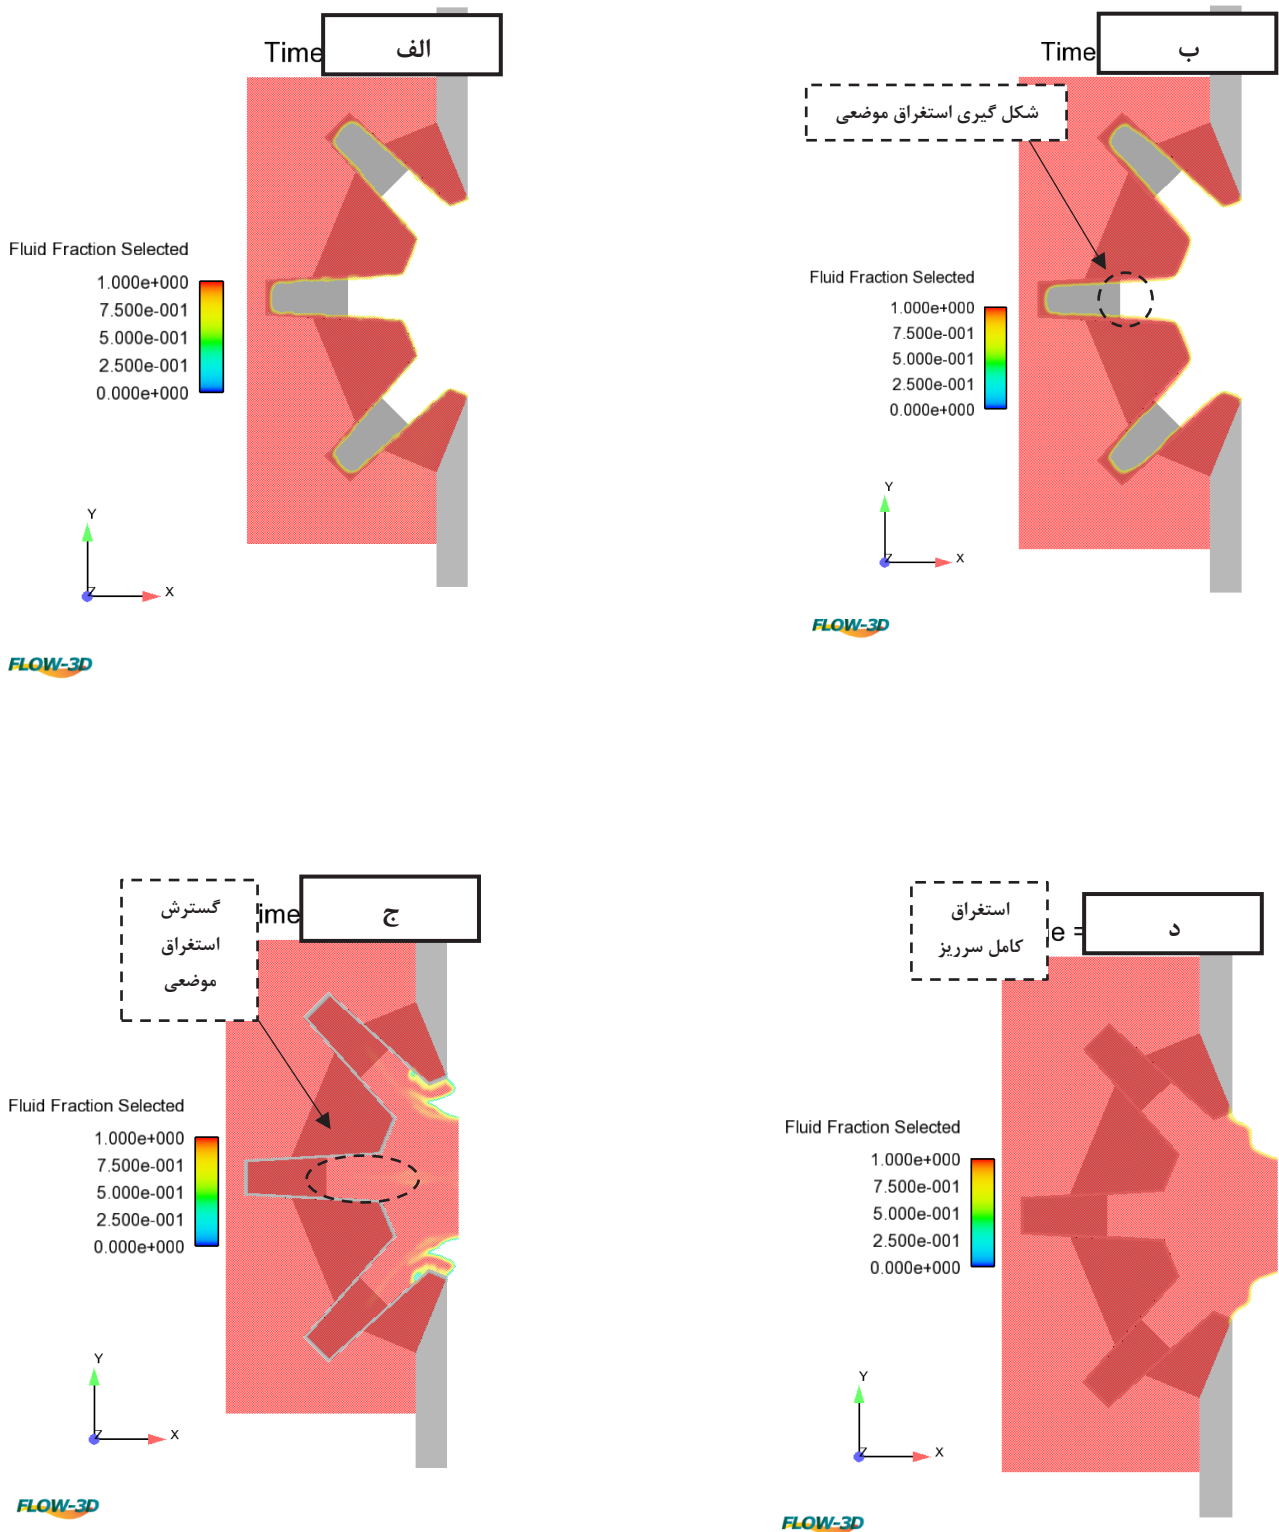 Time
الف
Fluid Fraction Selected
1.000e+000
7.500e-001
5.000e-001
2.500e-001
0.000e+000
Y
Z
X
FLOW-3D
Time
ب
شکل گیری استغراق موضعی
Fluid Fraction Selected
1.000e+000
7.500e-001
5.000e-001
2.500e-001
0.000e+000
Y
Z
X
FLOW-3D
گسترش
استغراق
موضعی
ime
ج
Fluid Fraction Selected
1.000e+000
7.500e-001
5.000e-001
2.500e-001
0.000e+000
Y
Z
X
FLOW-3D
استغراق
کامل سرریز
e =
د
Fluid Fraction Selected
1.000e+000
7.500e-001
5.000e-001
2.500e-001
0.000e+000
Y
Z
X
FLOW-3D